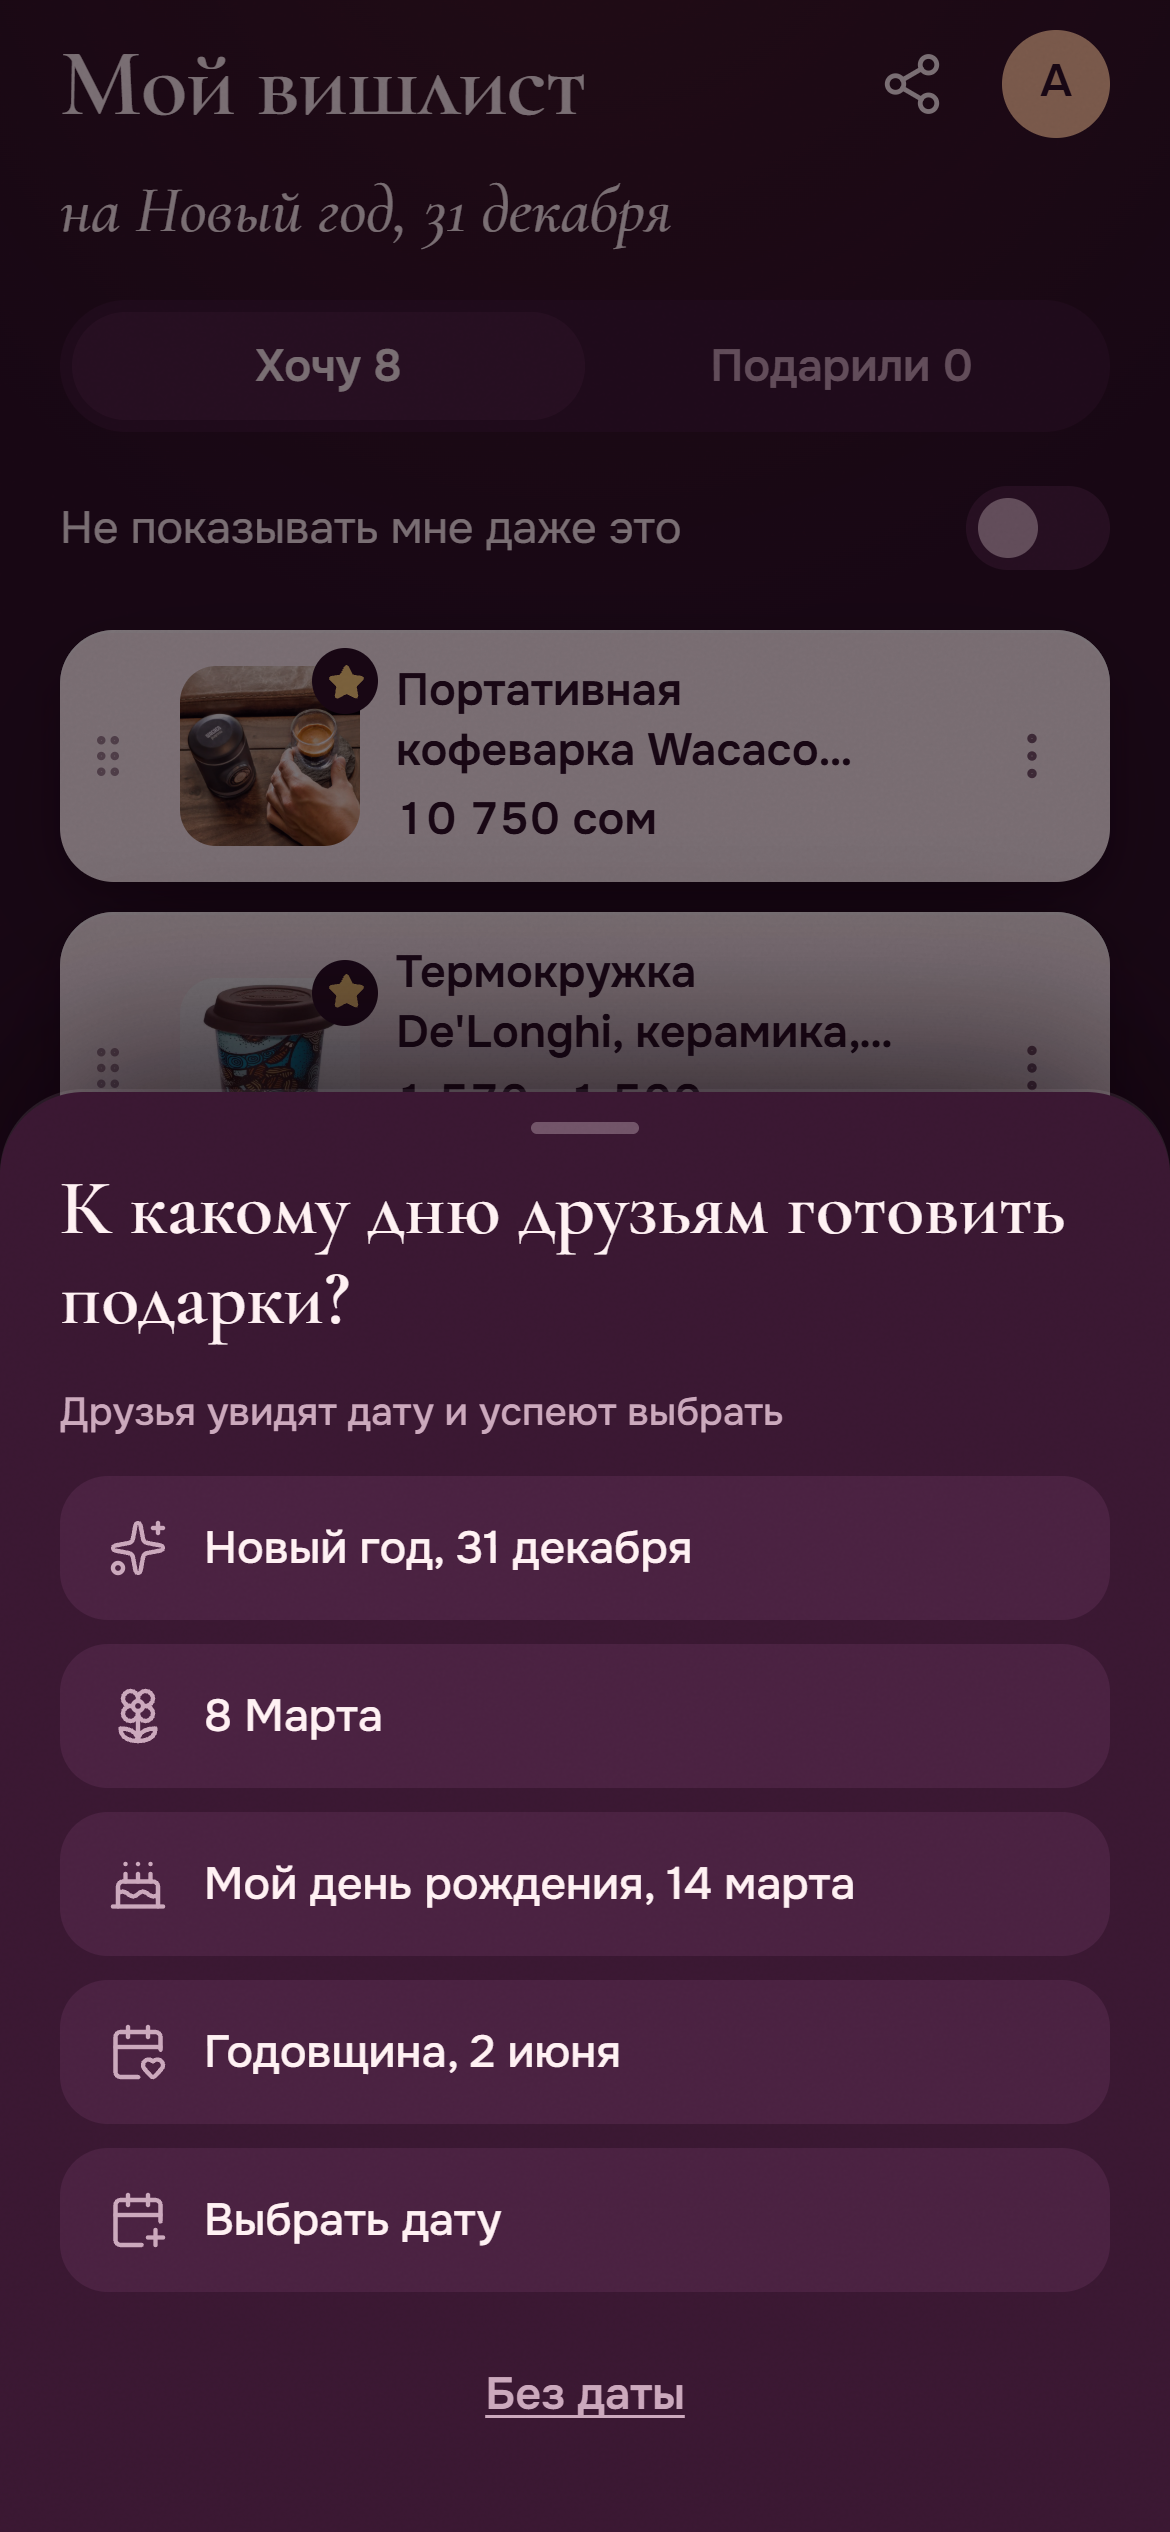 Мой вишлист
A
на Новый год, 31 декабря
Хочу 8
Подарили 0
Не показывать мне даже это
Портативная
кофеварка Wacaco...
10 750 сом
Термокружка
De'Longhi, керамика,...
К какому дню друзьям готовить
подарки?
Друзья увидят дату и успеют выбрать
Новый год, 31 декабря
8 Марта
Мой день рождения, 14 марта
Годовщина, 2 июня
Выбрать дату
Без даты